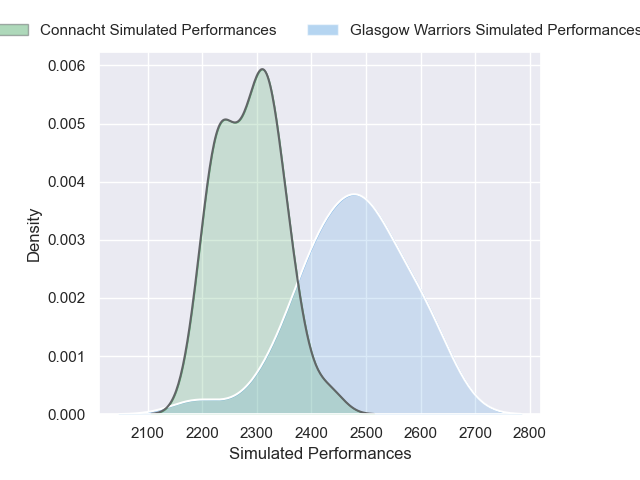 Connacht Simulated Performances Glasgow Warriors Simulated Performances
0.006
0.005
0.004
0.003
0.002
0.001
0.000
Density
2100 2200 2300 2400 2500 2600 2700 2800
Simulated Performances